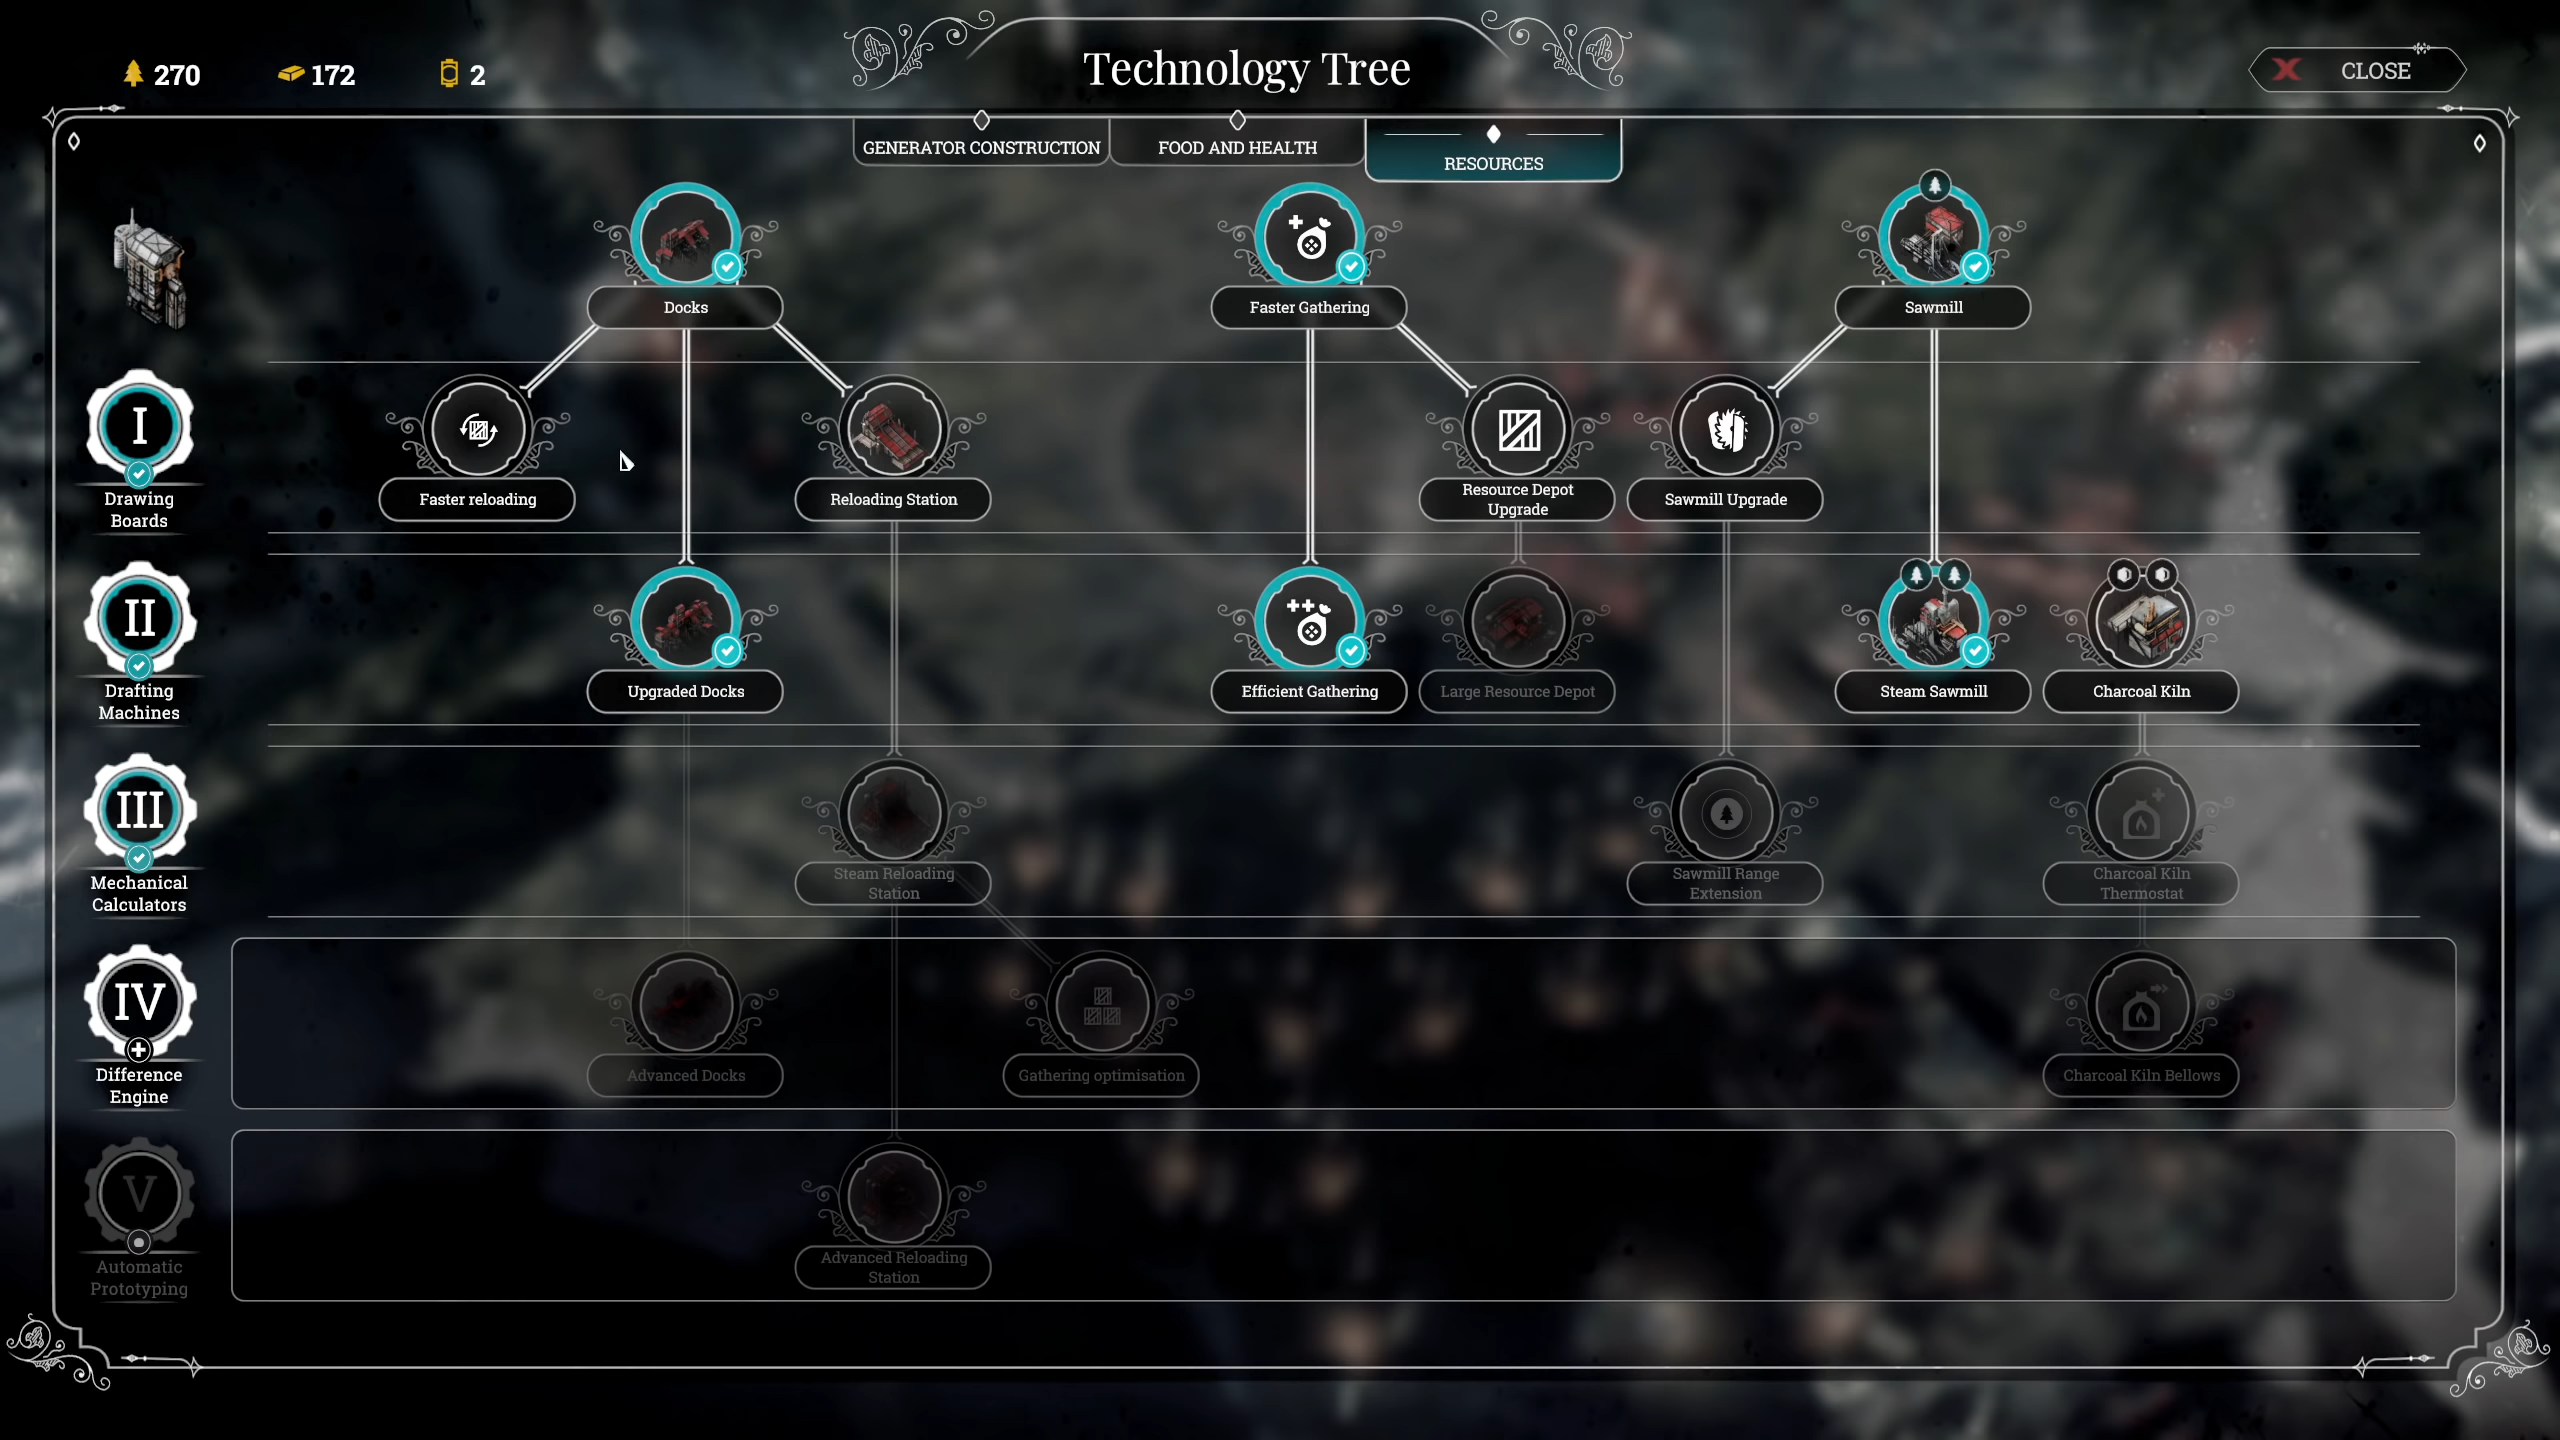 270
172
2
Technology Tree
CLOSE
GENERATOR CONSTRUCTION
FOOD AND HEALTH
RESOURCES
Docks
Faster Gathering
Sawmill
I
Drawing
Boards
Faster reloading
Reloading Station
Resource Depot
Upgrade
Sawmill Upgrade
II
Drafting
Machines
Upgraded Docks
Efficient Gathering
Large Resource Depot
Steam Sawmill
Charcoal Kiln
III
Mechanical
Calculators
Steam Reloading
Station
Sawmill Range
Extension
Charcoal Kiln
Thermostat
IV
Difference
Engine
Advanced Docks
Gathering optimisation
Charcoal Kiln Bellows
V
Automatic
Prototyping
Advanced Reloading
Station